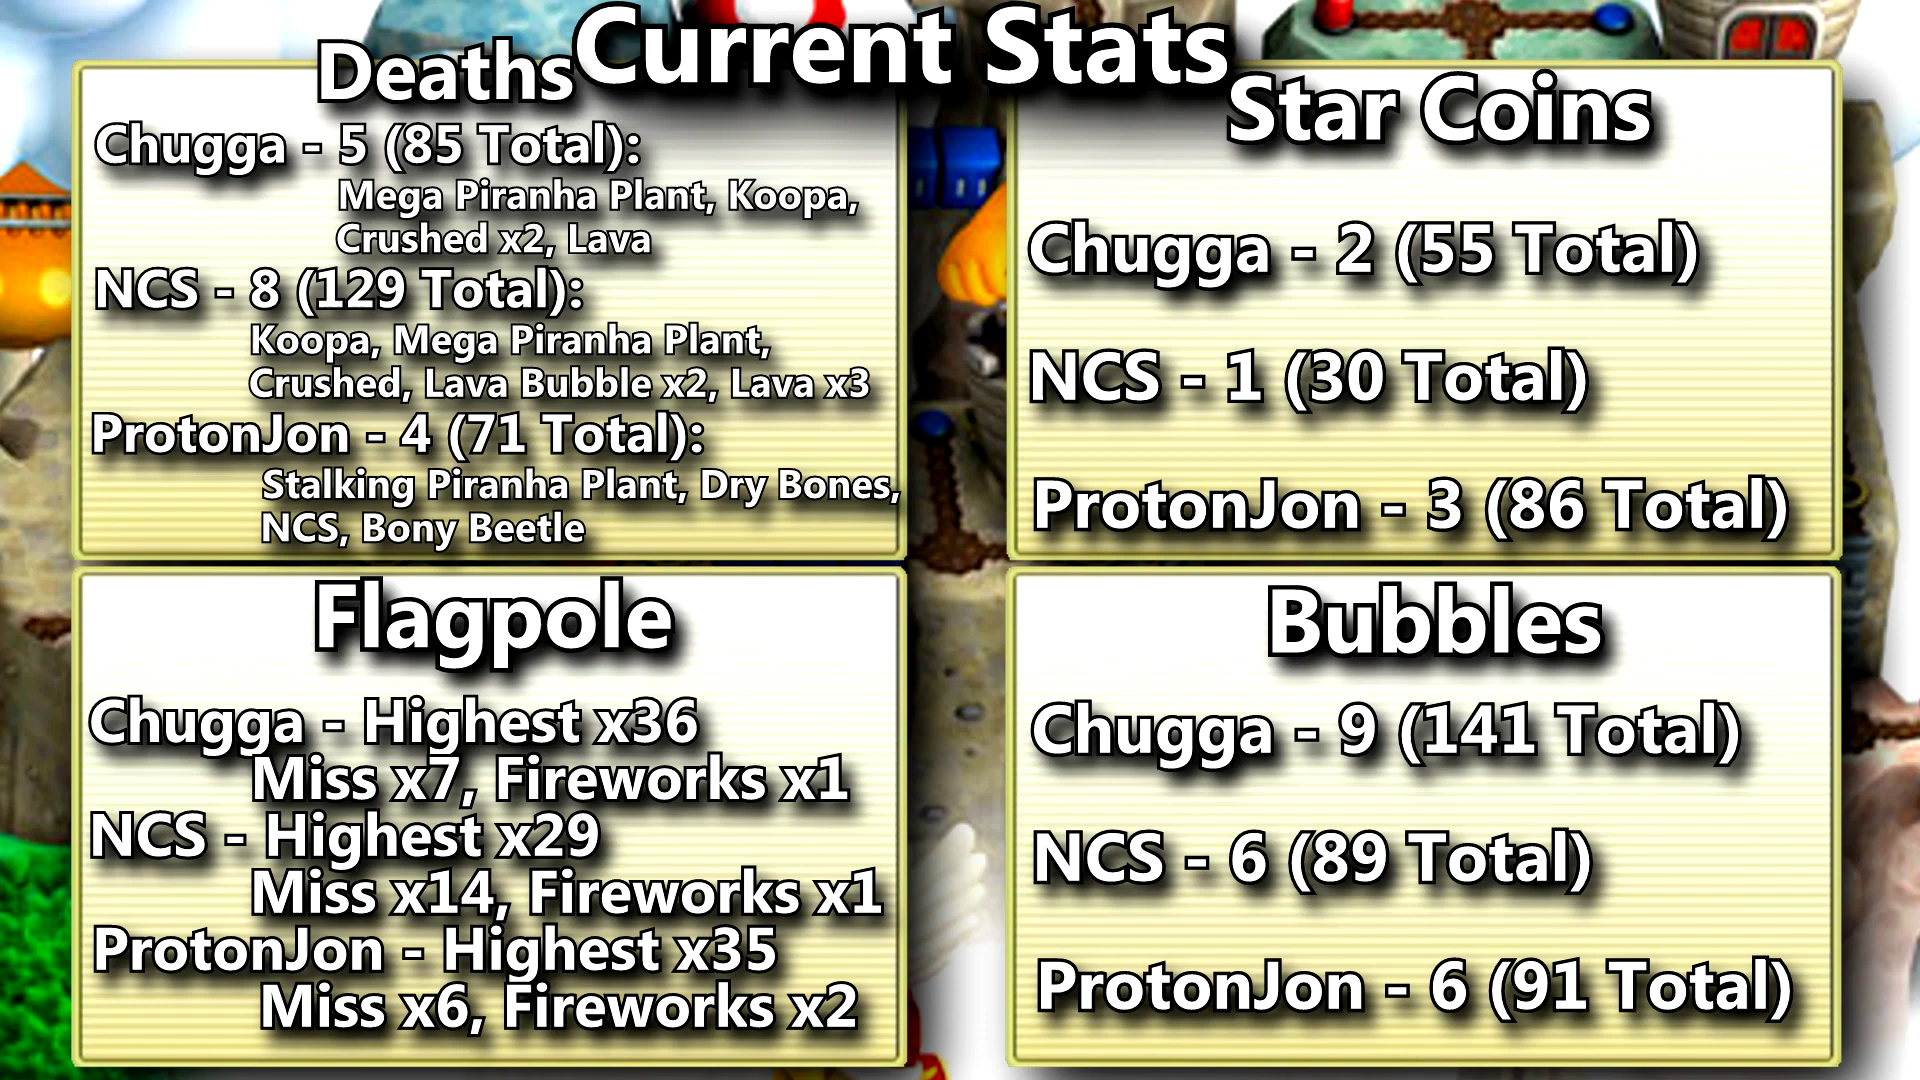 Current Stats
Deaths
Chugga - 5 (85 Total):
Mega Piranha Plant, Koopa,
Crushed x2, Lava
NCS - 8 (129 Total):
Koopa, Mega Piranha Plant,
Crushed, Lava Bubble x2, Lava x3
ProtonJon - 4 (71 Total):
Stalking Piranha Plant, Dry Bones,
NCS, Bony Beetle
Star Coins
Chugga - 2 (55 Total)
NCS - 1 (30 Total)
ProtonJon - 3 (86 Total)
Flagpole
Chugga - Highest x36
Miss x7, Fireworks x1
NCS - Highest x29
Miss x14, Fireworks x1
ProtonJon - Highest x35
Miss x6, Fireworks x2
Bubbles
Chugga - 9 (141 Total)
NCS - 6 (89 Total)
ProtonJon - 6 (91 Total)